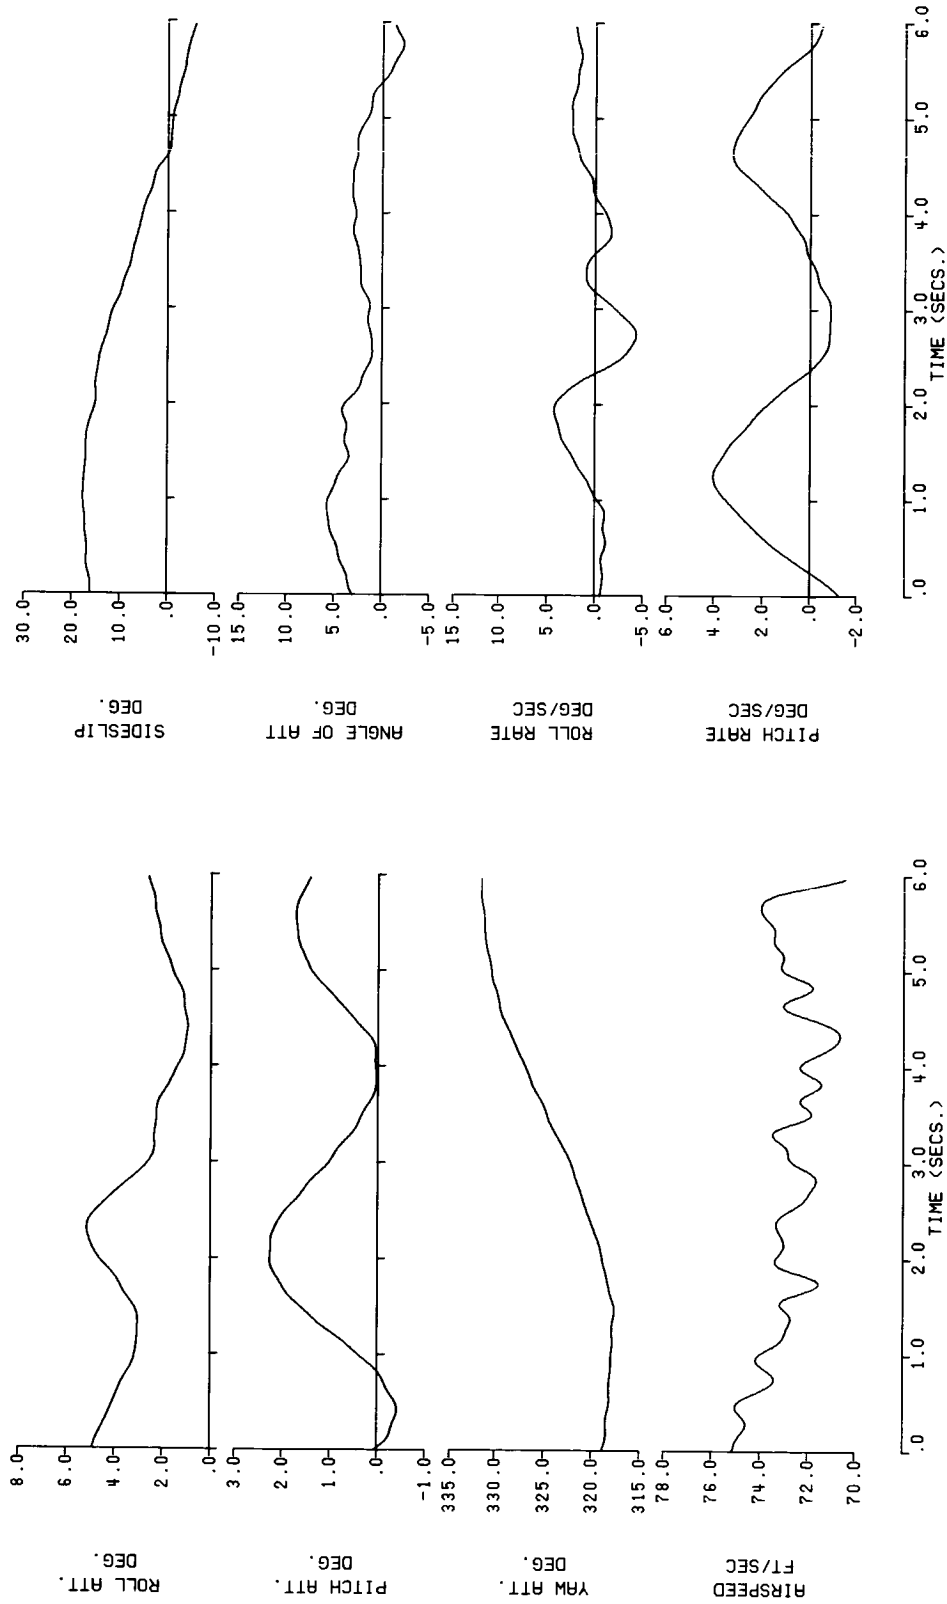 30.0
20.0
10.0
.0
-10.0
SIDESLIP
DEG.
15.0
10.0
5.0
.0
-5.0
ANGLE OF ATT
DEG.
15.0
10.0
5.0
.0
-5.0
ROLL RATE
DEG/SEC
6.0
4.0
2.0
.0
-2.0
PITCH RATE
DEG/SEC
.0 1.0 2.0 3.0 4.0 5.0 6.0
TIME (SECS.)
8.0
6.0
4.0
2.0
.0
ROLL ATT.
DEG.
3.0
2.0
1.0
.0
-1.0
PITCH ATT.
DEG.
335.0
330.0
325.0
320.0
315.0
YAW ATT.
DEG.
78.0
76.0
74.0
72.0
70.0
AIRSPEED
FT/SEC
.0 1.0 2.0 3.0 4.0 5.0 6.0
TIME (SECS.)